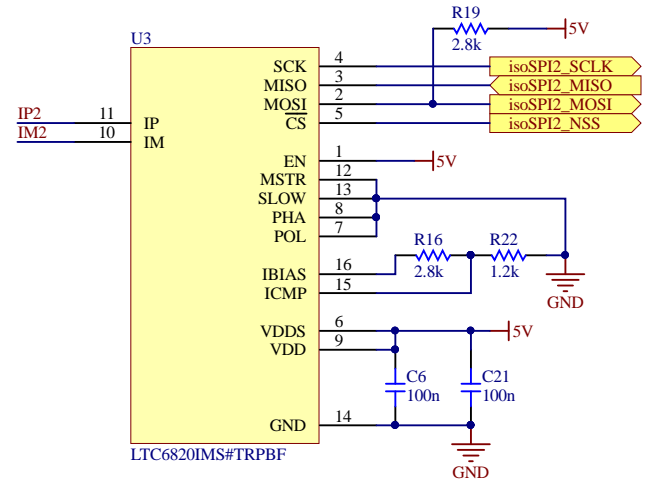 R19
5V
2.8k
U3
SCK 4 isoSPI2_SCLK
MISO 3 isoSPI2_MISO
MOSI 2 isoSPI2_MOSI
CS 5 isoSPI2_NSS
IP2 11 IP
IM2 10 IM
EN 1 5V
MSTR 12
SLOW 13
PHA 8
POL 7
R16 R22
IBIAS 16 2.8k 1.2k
ICMP 15
GND
VDDS 6 5V
VDD 9
C6 C21
100n 100n
GND 14
LTC6820IMS#TRPBF
GND